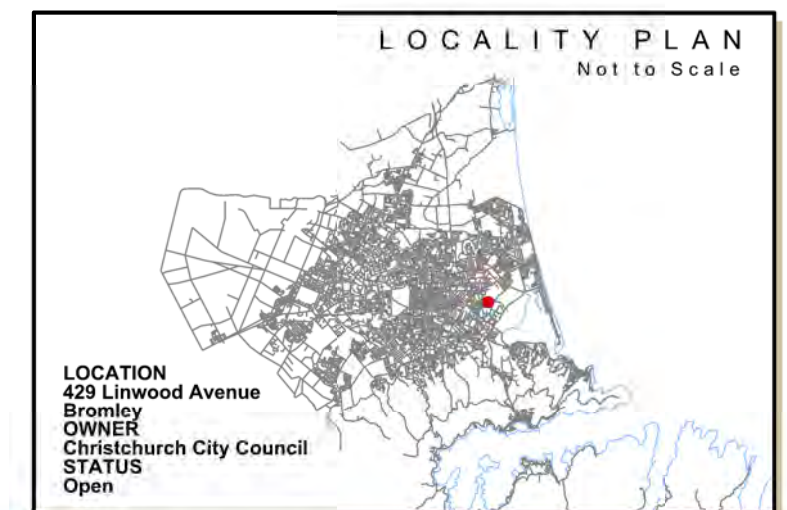 LOCALITY PLAN
Not to Scale
LOCATION
429 Linwood Avenue
Bromley
OWNER
Christchurch City Council
STATUS
Open